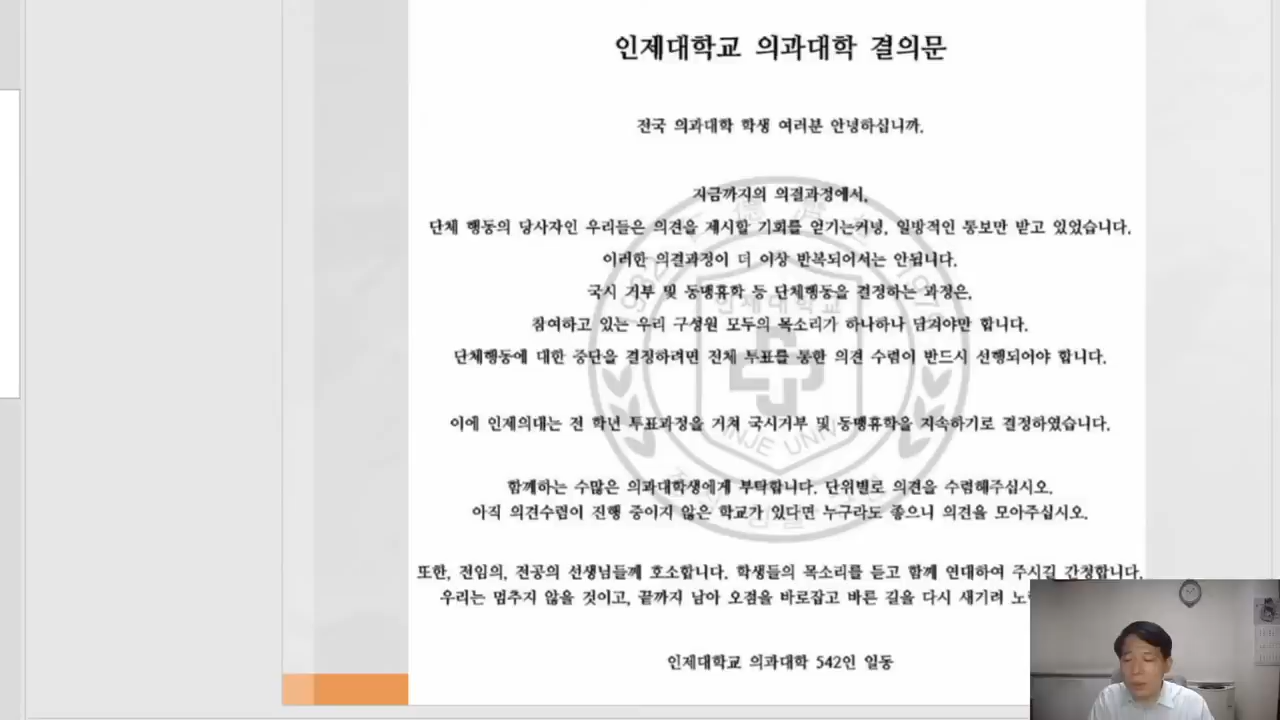 인제대학교 의과대학 결의문
전국 의과대학 학생 여러분 안녕하십니까.
지금까지의 의결과정에서,
단체 행동의 당사자인 우리들은 의견을 제시할 기회를 얻기는커녕, 일방적인 통보만 받고 있었습니다.
이러한 의결과정이 더 이상 반복되어서는 안됩니다.
국시 거부 및 동맹휴학 등 단체행동을 결정하는 과정은,
참여하고 있는 우리 구성원 모두의 목소리가 하나하나 담겨야만 합니다.
단체행동에 대한 중단을 결정하려면 전체 투표를 통한 의견 수렴이 반드시 선행되어야 합니다.
이에 인제의대는 전 학년 투표과정을 거쳐 국시거부 및 동맹휴학을 지속하기로 결정하였습니다.
함께하는 수많은 의과대학생에게 부탁합니다. 단위별로 의견을 수렴해주십시오.
아직 의견수렴이 진행 중이지 않은 학교가 있다면 누구라도 좋으니 의견을 모아주십시오.
또한, 전임의, 전공의 선생님들께 호소합니다. 학생들의 목소리를 듣고 함께 연대하여 주시길 간청합니다.
우리는 멈추지 않을 것이고, 끝까지 남아 오점을 바로잡고 바른 길을 다시 새기려
인제대학교 의과대학 542인 일동
인제대학교
INJE UNIV